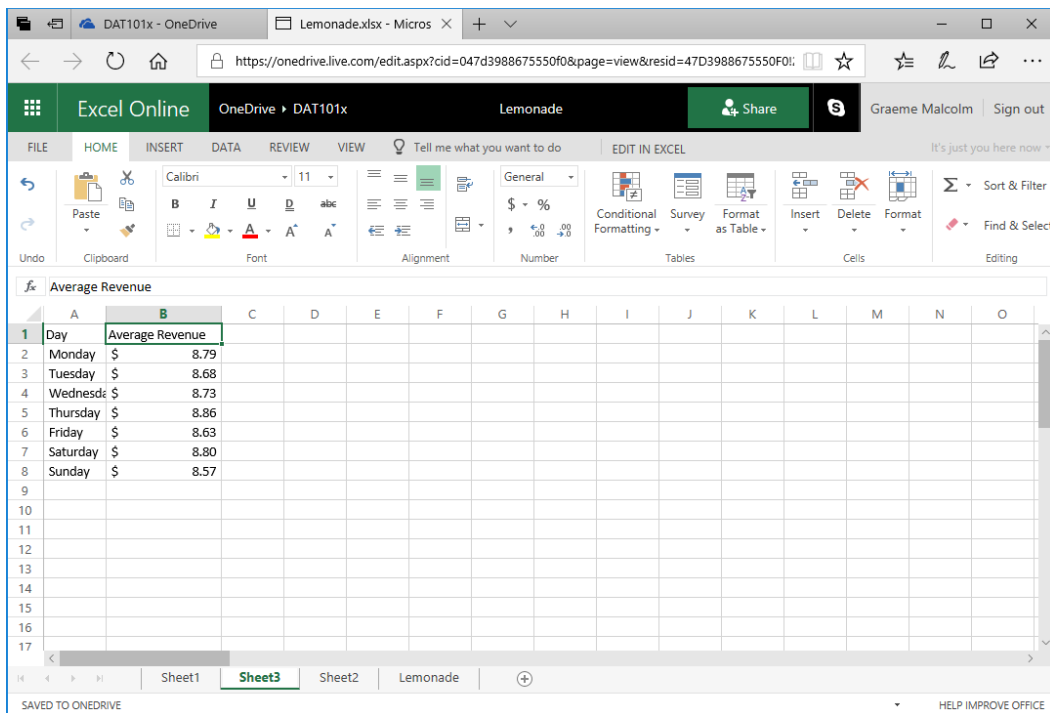 DAT101x - OneDrive
Lemonade.xlsx - Micros
https://onedrive.live.com/edit.aspx?cid=047d3988675550f0&page=view&resid=47D3988675550F0!
Excel Online
OneDrive ▸ DAT101x
Lemonade
Share
Graeme Malcolm
Sign out
FILE HOME INSERT DATA REVIEW VIEW Tell me what you want to do EDIT IN EXCEL It's just you here now
Calibri 11 General
Paste
B I U D abc
$ %
Conditional Formatting
Survey
Format as Table
Insert
Delete
Format
Σ Sort & Filter
Find & Select
Undo Clipboard Font Alignment Number Tables Cells Editing
fx Average Revenue
A B C D E F G H I J K L M N O
1 Day Average Revenue
2 Monday $ 8.79
3 Tuesday $ 8.68
4 Wednesda $ 8.73
5 Thursday $ 8.86
6 Friday $ 8.63
7 Saturday $ 8.80
8 Sunday $ 8.57
9
10
11
12
13
14
15
16
17
Sheet1 Sheet3 Sheet2 Lemonade
SAVED TO ONEDRIVE
HELP IMPROVE OFFICE